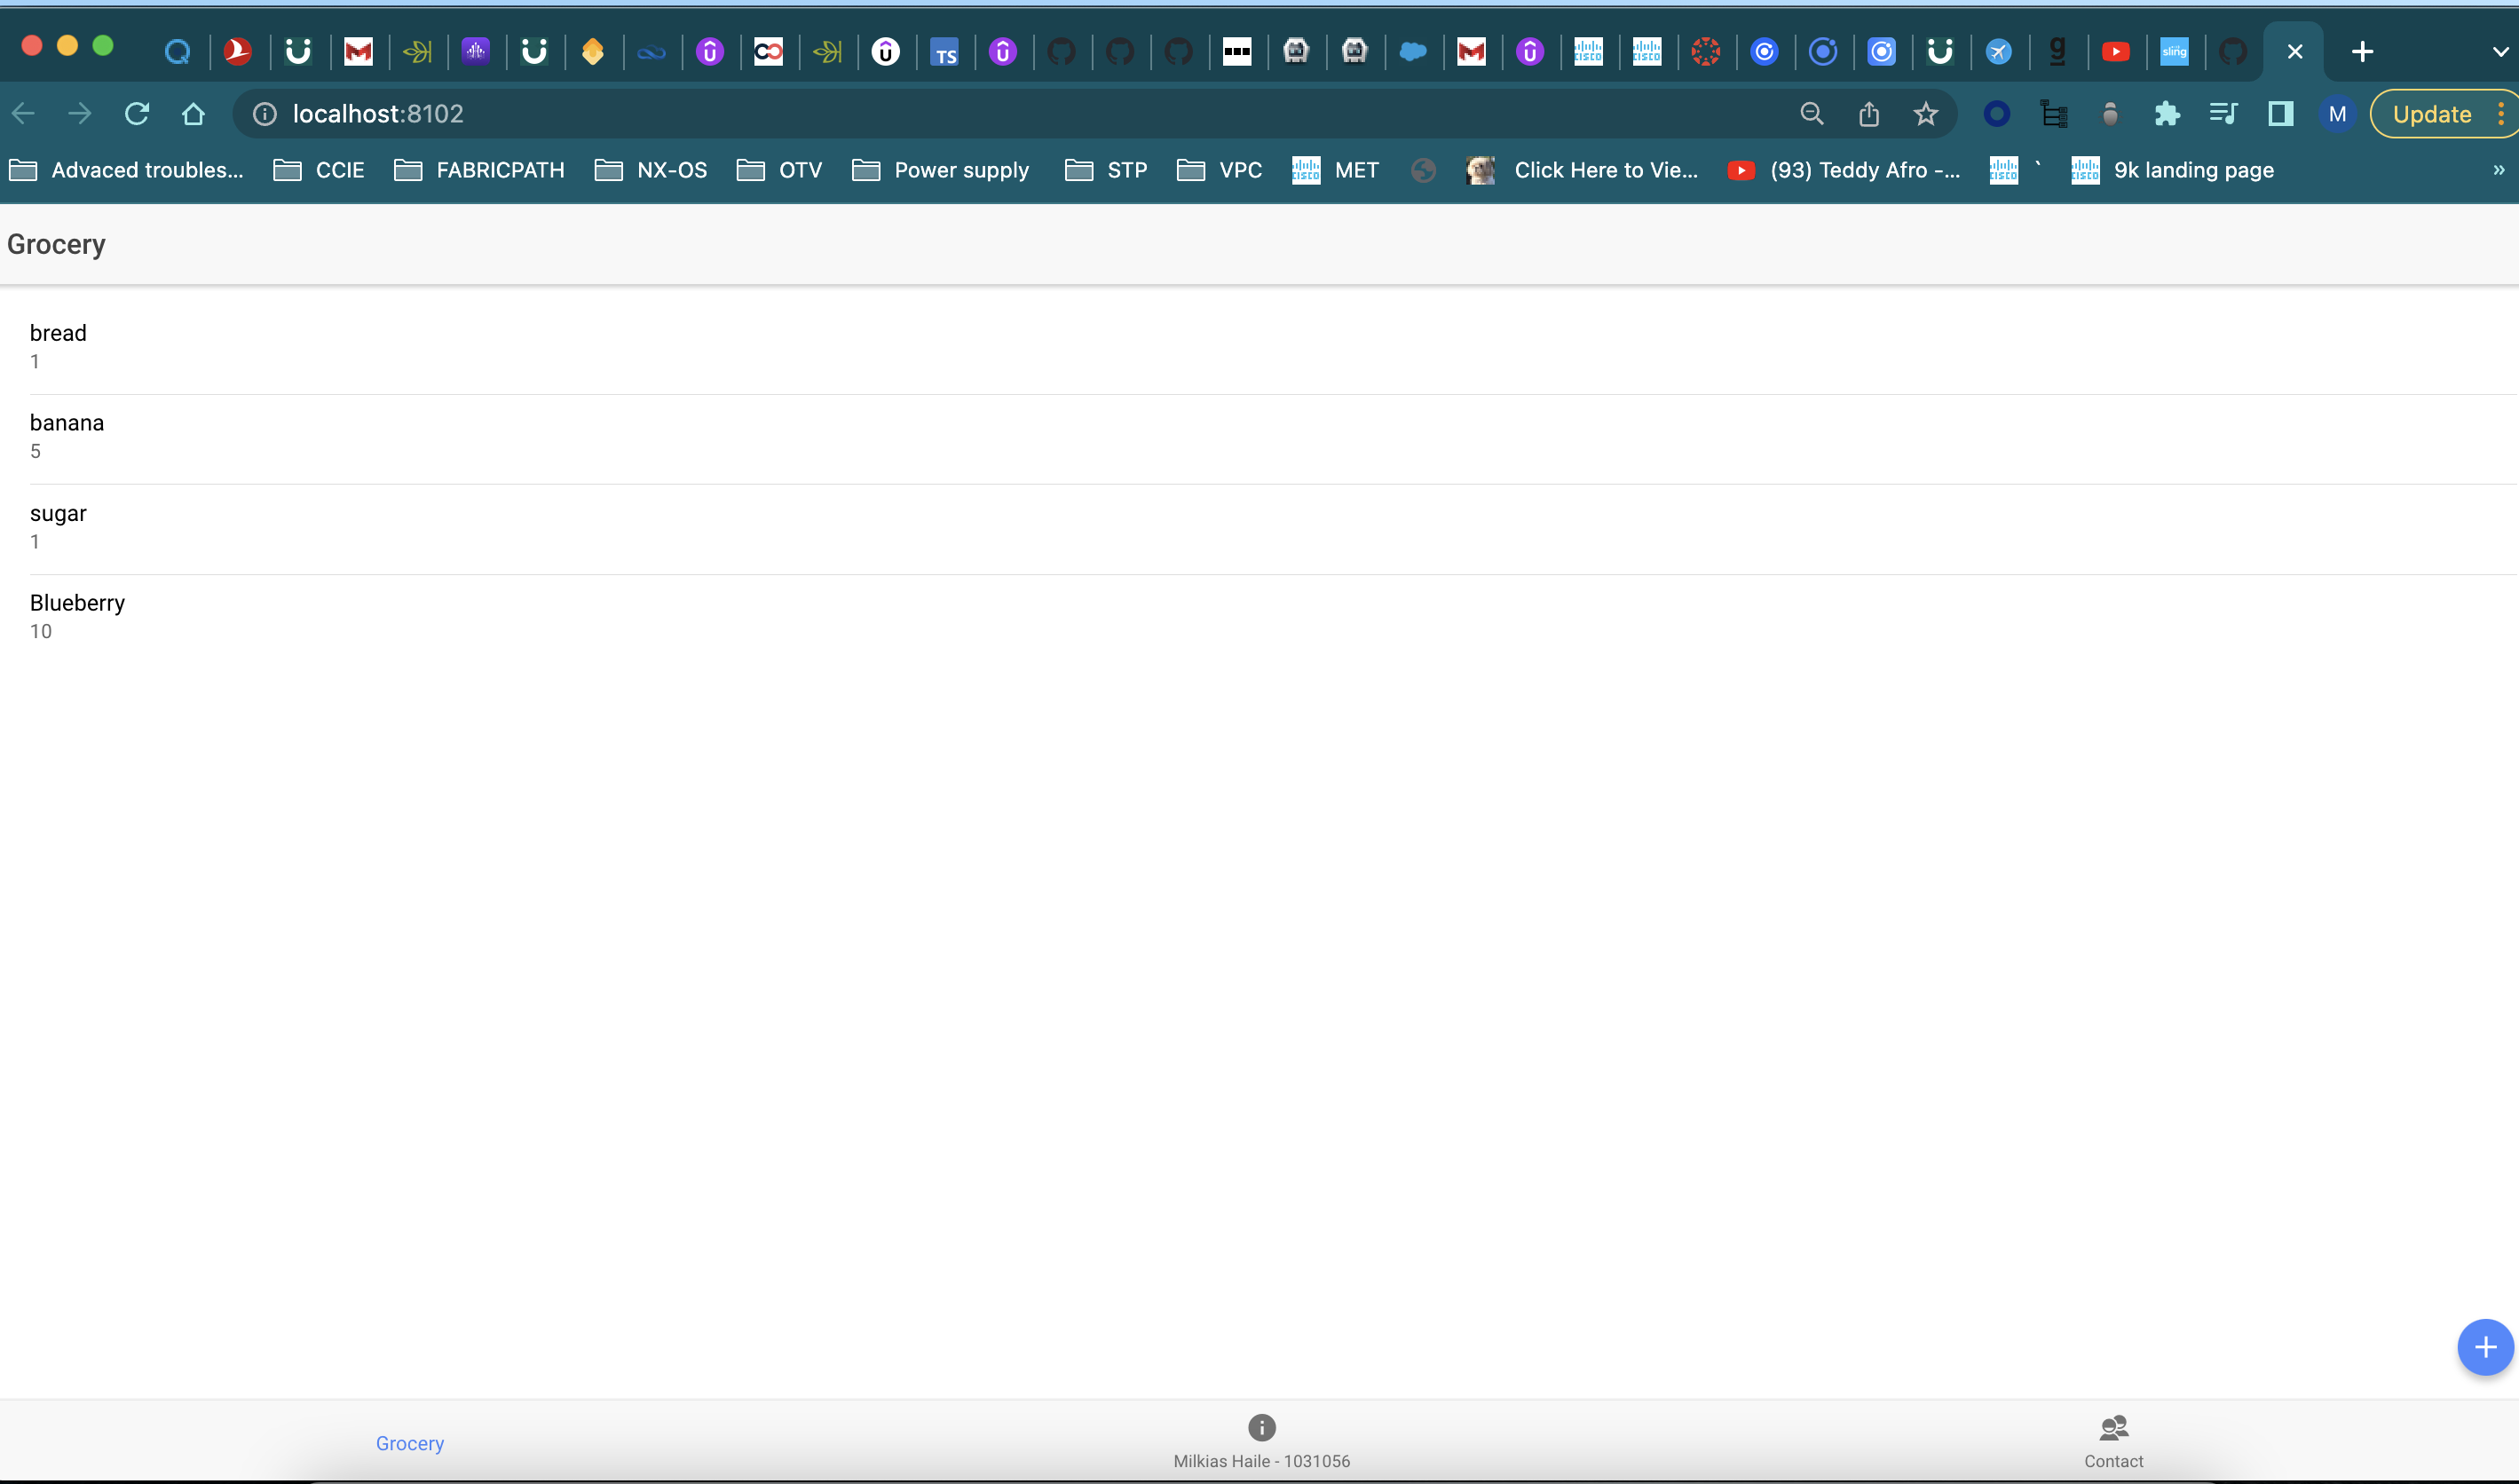 TS
sling
localhost:8102
M
Update
Advaced troubles...
CCIE
FABRICPATH
NX-OS
OTV
Power supply
STP
VPC
MET
Click Here to Vie...
(93) Teddy Afro -...
`
9k landing page
»
Grocery
bread
1
banana
5
sugar
1
Blueberry
10
Grocery
Milkias Haile - 1031056
Contact